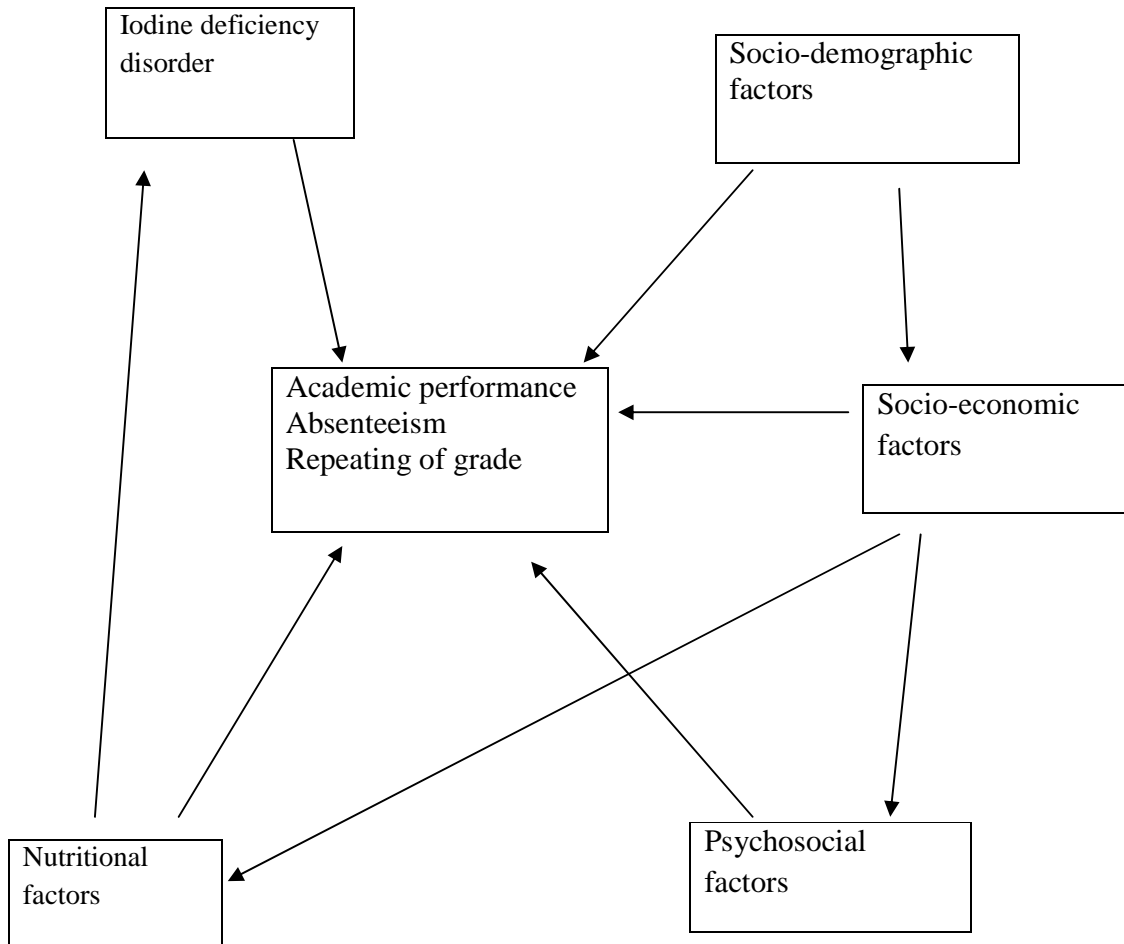 Iodine deficiency
disorder
Socio-demographic
factors
Academic performance
Absenteeism
Repeating of grade
Socio-economic
factors
Nutritional
factors
Psychosocial
factors